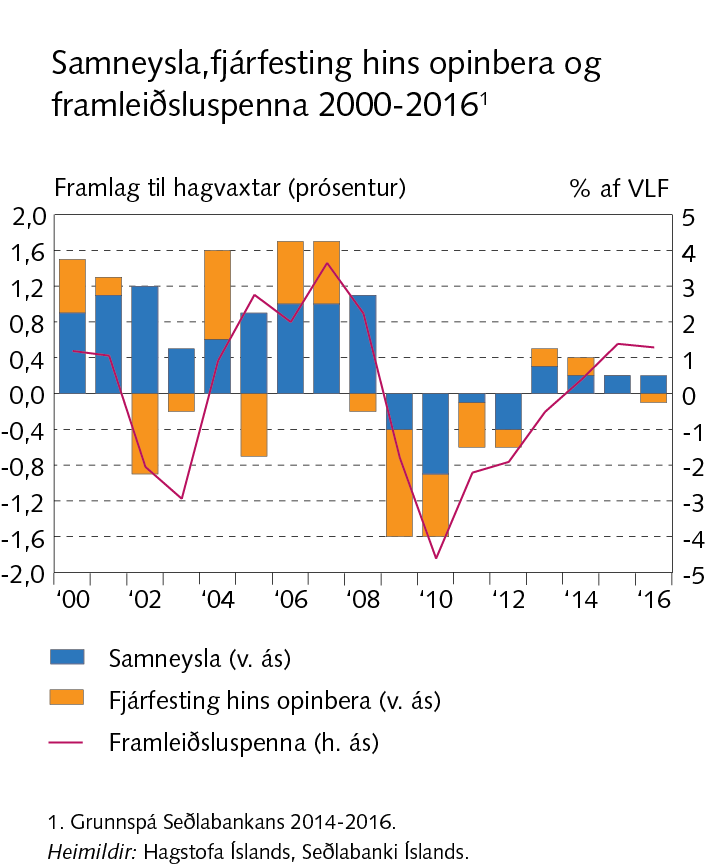 Samneysla,fjárfesting hins opinbera og
framleiðsluspenna 2000-2016¹
Framlag til hagvaxtar (prósentur)
% af VLF
2,0 5
1,6 4
1,2 3
0,8 2
0,4 1
0,0 0
-0,4 -1
-0,8 -2
-1,2 -3
-1,6 -4
-2,0 -5
‘00 ‘02 ‘04 ‘06 ‘08 ‘10 ‘12 ‘14 ‘16
Samneysla (v. ás)
Fjárfesting hins opinbera (v. ás)
Framleiðsluspenna (h. ás)
1. Grunnspá Seðlabankans 2014-2016.
Heimildir: Hagstofa Íslands, Seðlabanki Íslands.